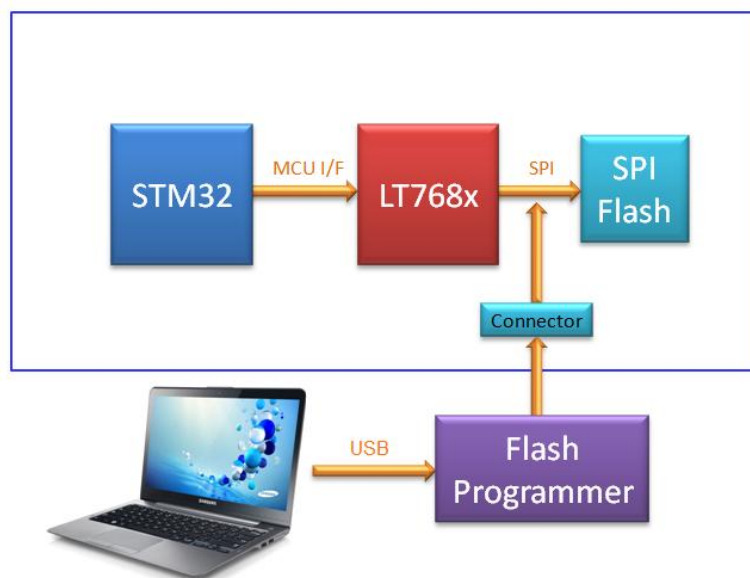 STM32
MCU I/F
LT768x
SPI
SPI
Flash
Connector
USB
Flash
Programmer
SAMSUNG